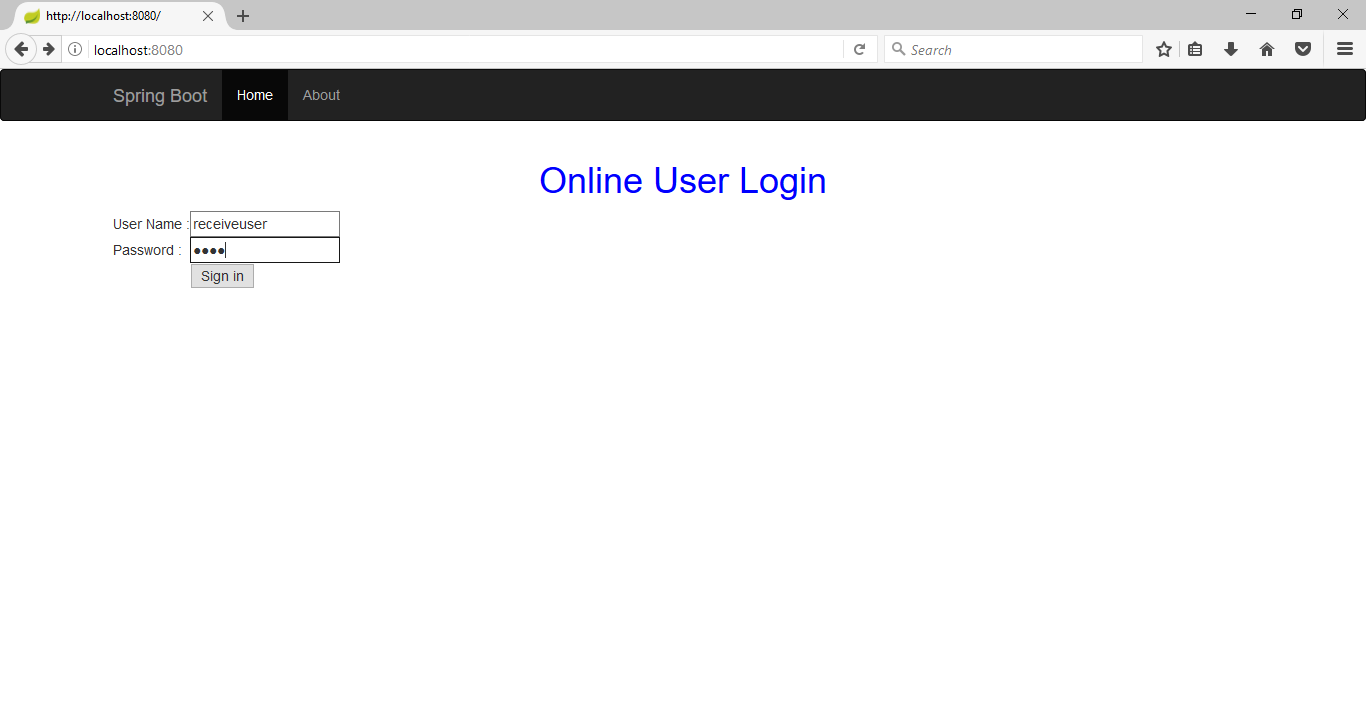 http://localhost:8080/
localhost:8080
Search
Spring Boot Home About
Online User Login
User Name : receiveuser
Password : ●●●●
Sign in